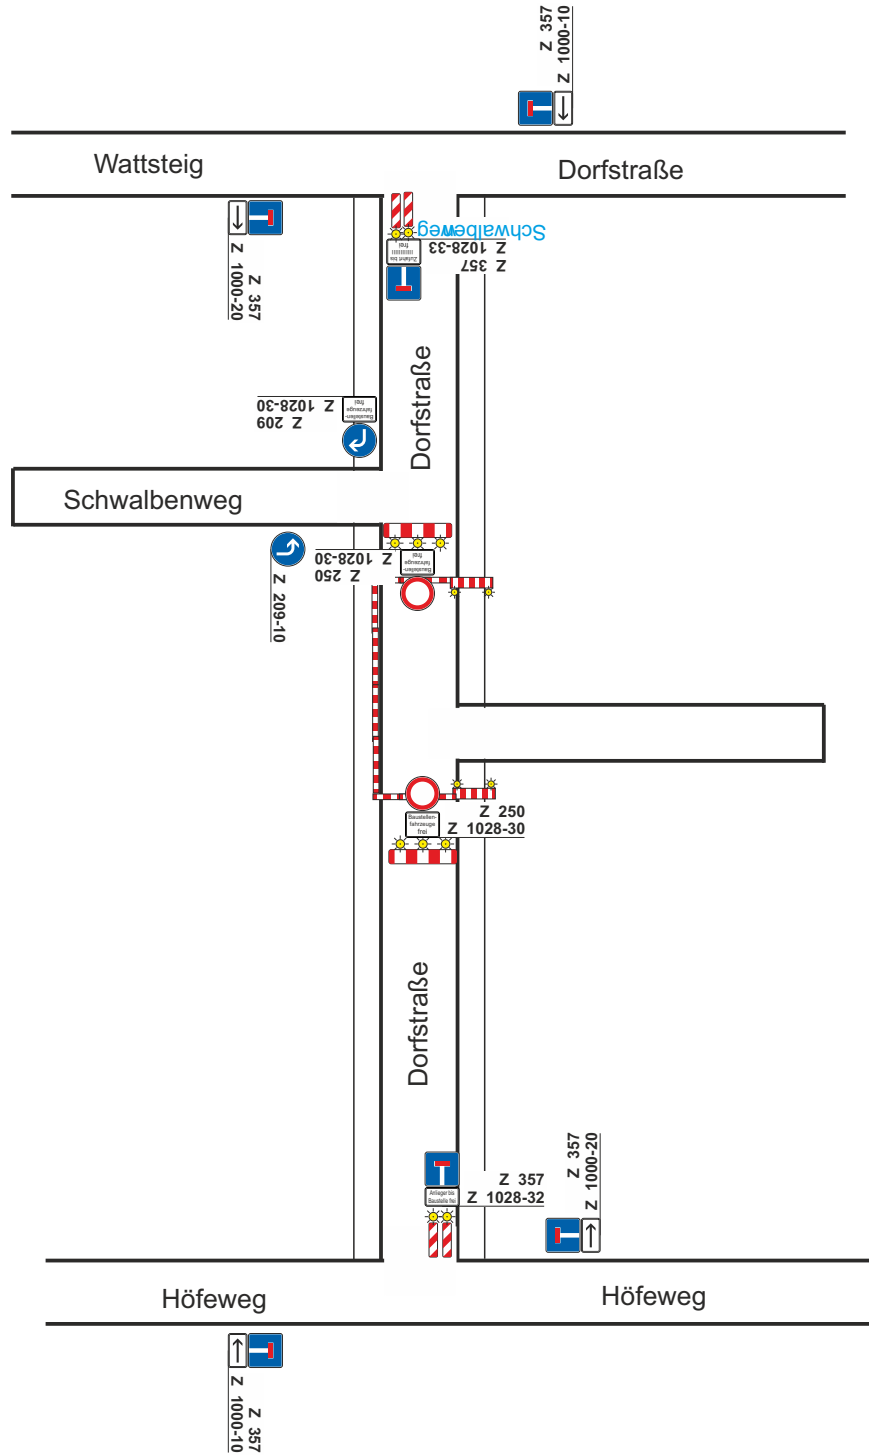 Z 357
Z 1000-10
Wattsteig
Dorfstraße
Z 357
Z 1000-20
Schwalbeweg
Zufahrt bis
frei
Z 1028-33
Z 357
Dorfstraße
Baustellen-
fahrzeuge
frei
Z 1028-30
Z 209
Schwalbenweg
Z 209-10
Baustellen-
fahrzeuge
frei
Z 1028-30
Z 250
Z 250
Baustellen-
fahrzeuge
frei
Z 1028-30
Dorfstraße
Z 357
Anlieger bis
Baustelle frei
Z 1028-32
Z 357
Z 1000-20
Höfeweg
Höfeweg
Z 357
Z 1000-10